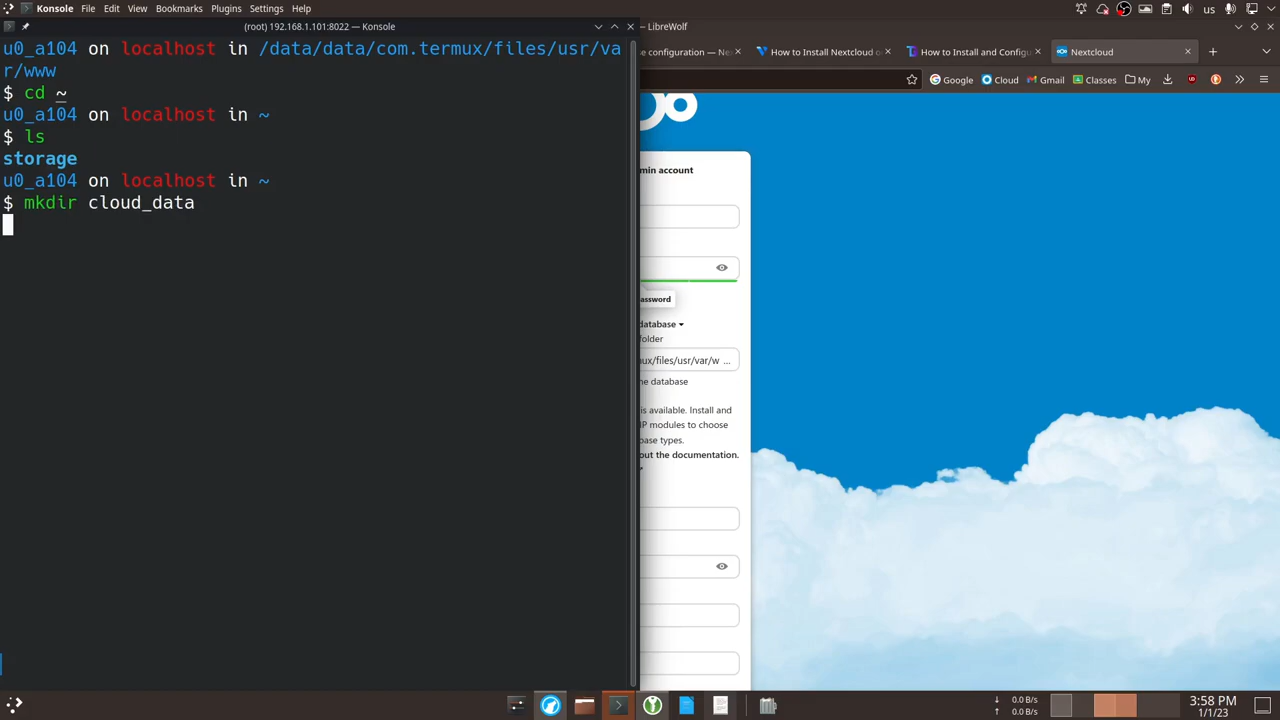 Konsole File Edit View Bookmarks Plugins Settings Help
us
(root) 192.168.1.101:8022 — Konsole
u0_a104 on localhost in /data/data/com.termux/files/usr/va
r/www
$ cd ~
u0_a104 on localhost in ~
$ ls
storage
u0_a104 on localhost in ~
$ mkdir cloud_data
LibreWolf
e configuration — Ne
How to Install Nextcloud o
How to Install and Configu
Nextcloud
Google
Cloud
Gmail
Classes
My
min account
assword
database
folder
ux/files/usr/var/w ...
he database
is available. Install and
IP modules to choose
base types.
out the documentation.
0.0 B/s
0.0 B/s
3:58 PM
1/1/23